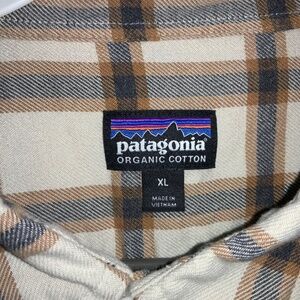 patagonia®
ORGANIC COTTON
XL
MADE IN
VIETNAM